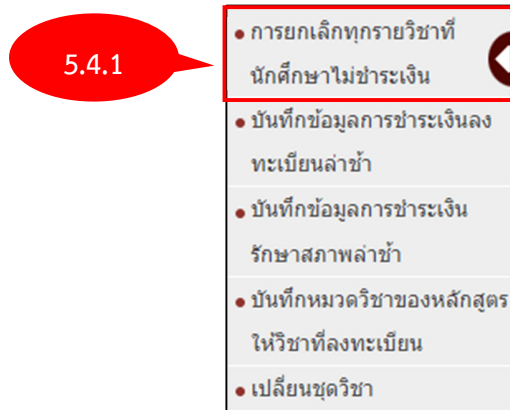 5.4.1
การยกเลิกทุกรายวิชาที่
นักศึกษาไม่ชำระเงิน
บันทึกข้อมูลการชำระเงินลง
ทะเบียนล่าช้า
บันทึกข้อมูลการชำระเงิน
รักษาสภาพล่าช้า
บันทึกหมวดวิชาของหลักสูตร
ให้วิชาที่ลงทะเบียน
เปลี่ยนชุดวิชา